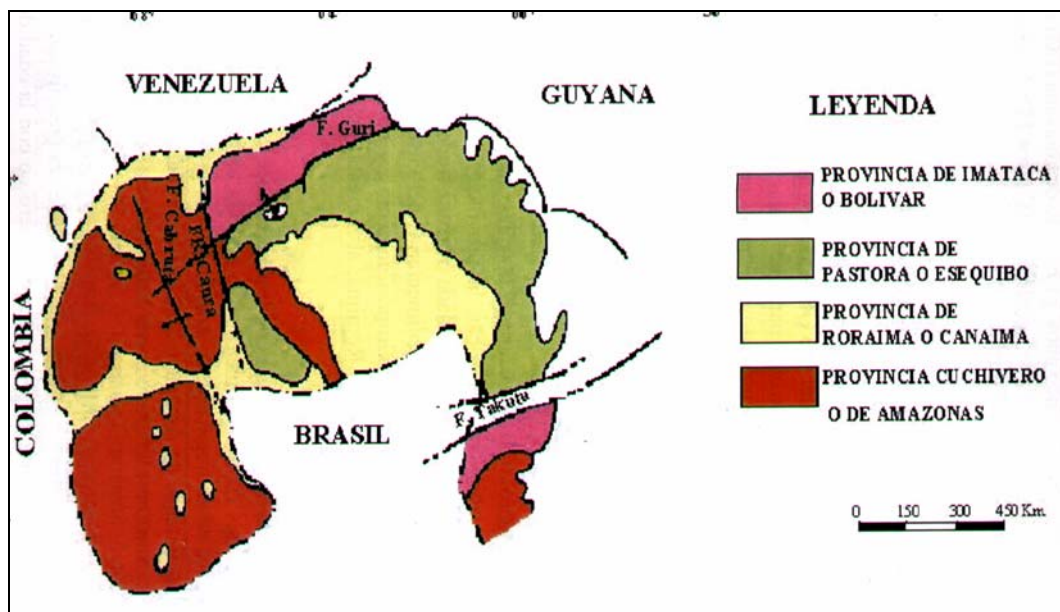 VENEZUELA
GUYANA
LEYENDA
F. Guri
PROVINCIA DE IMATACA
O BOLIVAR
F. Cabruta
Caura
PROVINCIA DE
PASTORA O ESEQUIBO
PROVINCIA DE
RORAIMA O CANAIMA
COLOMBIA
PROVINCIA CUCHIVERO
O DE AMAZONAS
BRASIL
F. Takutu
0 150 300 450 Km.